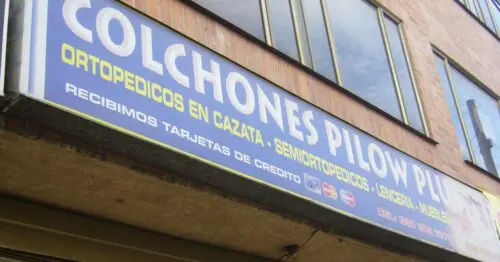 COLCHONES PILOW PLU
ORTOPEDICOS EN CAZATA - SEMIORTOPEDICOS - LENCERIA - MUEBLES
RECIBIMOS TARJETAS DE CREDITO